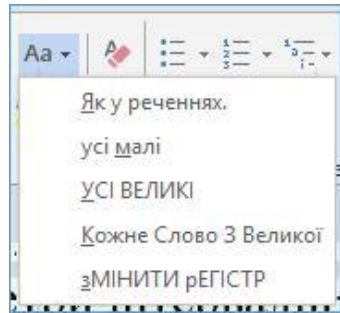 Aa
Як у реченнях.
усі малі
УСІ ВЕЛИКІ
Кожне Слово З Великої
зМІНИТИ рЕГІСТР